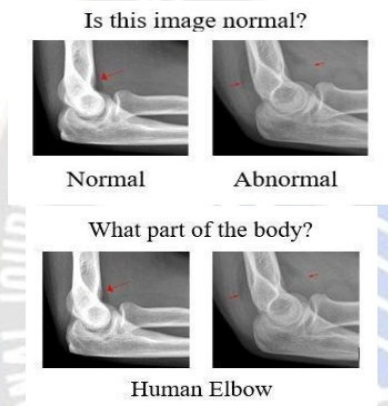 Is this image normal?
Normal Abnormal
What part of the body?
Human Elbow